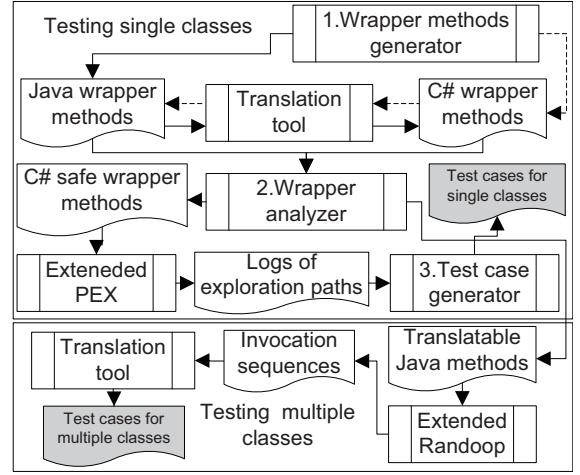 Testing single classes
1.Wrapper methods
generator
Java wrapper
methods
Translation
tool
C# wrapper
methods
C# safe wrapper
methods
2.Wrapper
analyzer
Test cases for
single classes
Exteneded
PEX
Logs of
exploration paths
3.Test case
generator
Translation
tool
Invocation
sequences
Translatable
Java methods
Test cases for
multiple classes
Testing multiple
classes
Extended
Randoop